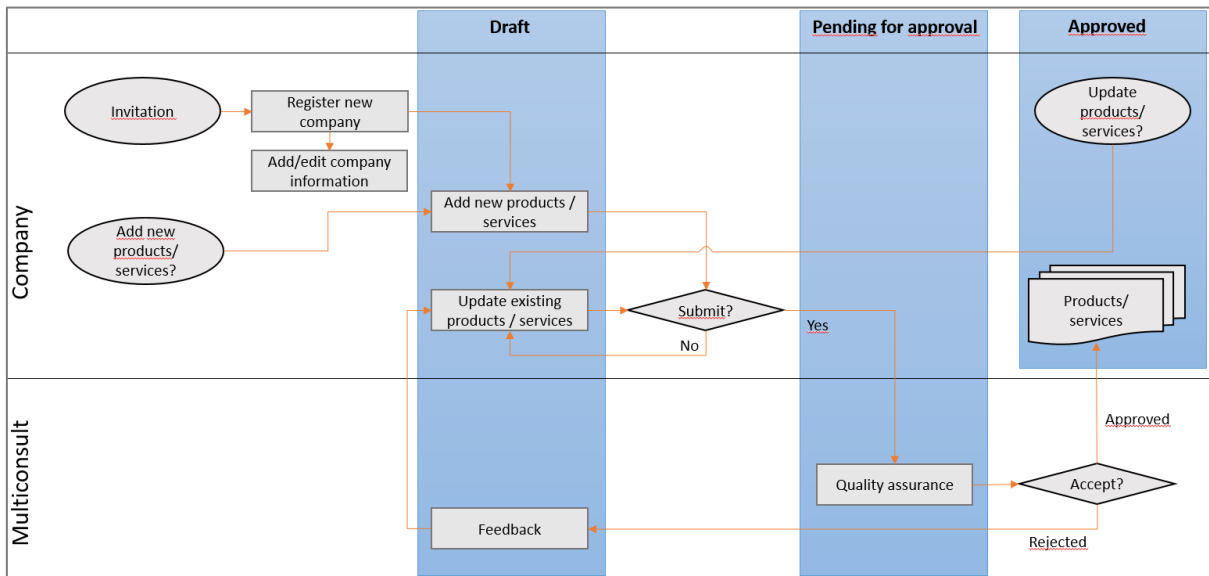 Draft
Pending for approval
Approved
Company
Invitation
Register new
company
Add/edit company
information
Update
products/
services?
Add new products /
services
Add new
products/
services?
Update existing
products / services
Submit?
Yes
No
Products/
services
Multiconsult
Approved
Quality assurance
Accept?
Feedback
Rejected